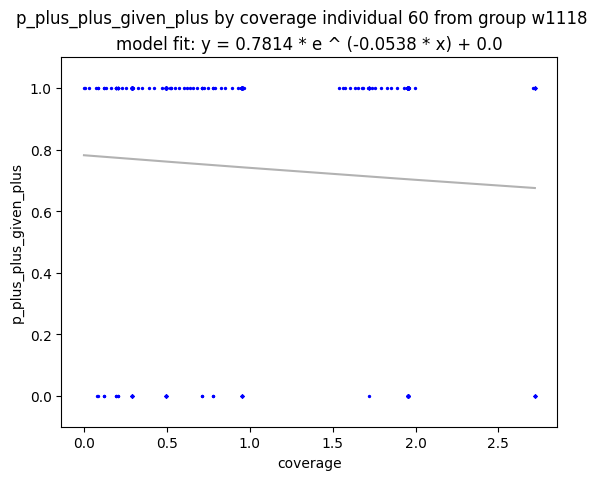 p_plus_plus_given_plus by coverage individual 60 from group w1118
model fit: y = 0.7814 * e ^ (-0.0538 * x) + 0.0
1.0
0.8
0.6
0.4
0.2
0.0
p_plus_plus_given_plus
0.0 0.5 1.0 1.5 2.0 2.5
coverage